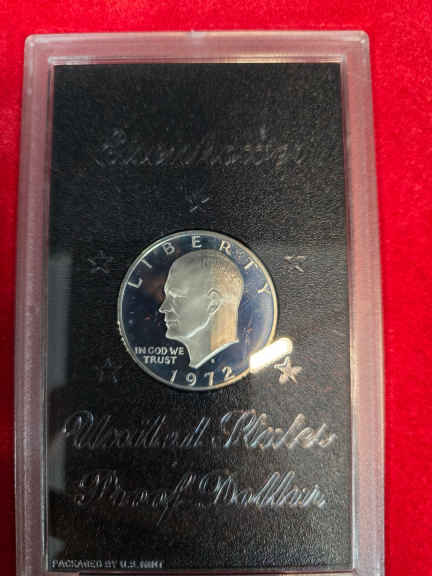 Eisenhower
LIBERTY
IN GOD WE
TRUST
S
1972
United States
Proof Dollar
PACKAGED BY U.S. MINT